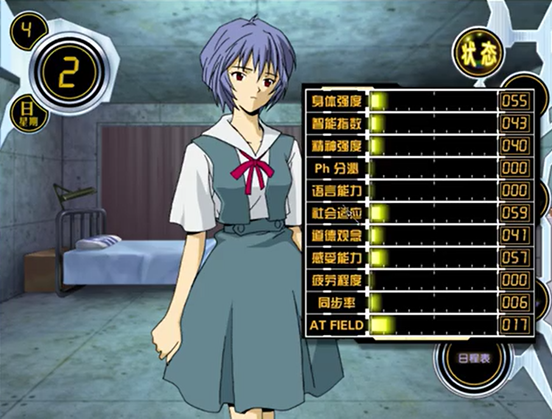 4
2
日
星期
状态
身体强度 055
智能指数 043
精神强度 040
Ph 分测 000
语言能力 000
社会适应 059
道德观念 041
感受能力 057
疲劳程度 000
同步率 006
AT FIELD 017
日程表